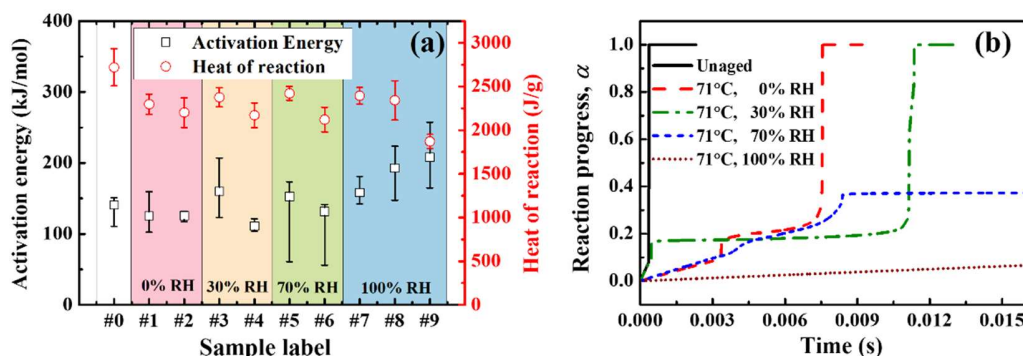 (a)
Activation Energy
Heat of reaction
Activation energy (kJ/mol)
400
300
200
100
0
Heat of reaction (J/g)
3000
2500
2000
1500
1000
500
0
0% RH
30% RH
70% RH
100% RH
#0 #1 #2 #3 #4 #5 #6 #7 #8 #9
Sample label
(b)
Unaged
71°C, 0% RH
71°C, 30% RH
71°C, 70% RH
71°C, 100% RH
Reaction progress, α
1.0
0.8
0.6
0.4
0.2
0.0
0.000 0.003 0.006 0.009 0.012 0.015
Time (s)